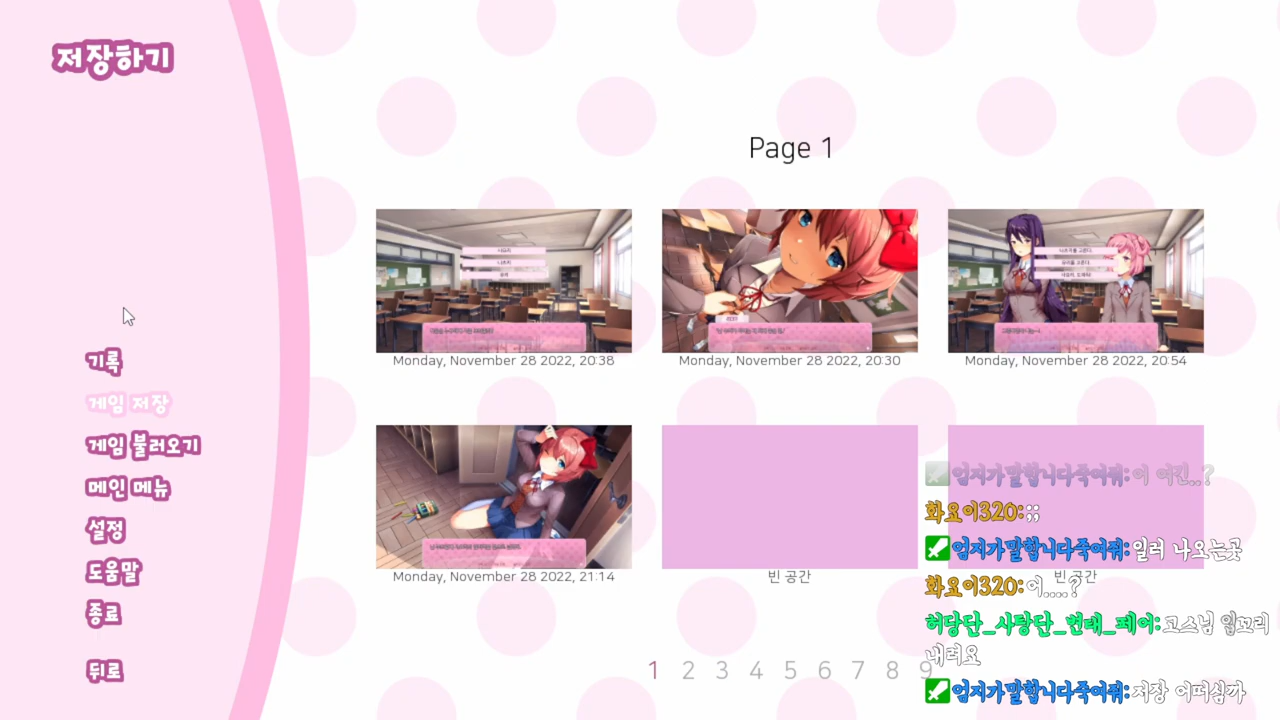 저장하기
Page 1
Monday, November 28 2022, 20:38
Monday, November 28 2022, 20:30
Monday, November 28 2022, 20:54
기록
게임 저장
게임 불러오기
메인 메뉴
설정
도움말
종료
뒤로
Monday, November 28 2022, 21:14
빈 공간
빈 공간
엄지가말합니다죽여줘:이 여긴..?
화요이320:;;
엄지가말합니다죽여줘:일러 나오는곳
화요이320:어....?
허당단_사탕단_변태_페어:고스님 입꼬리
내려요
엄지가말합니다죽여줘:저장 어떠십까
1 2 3 4 5 6 7 8 9